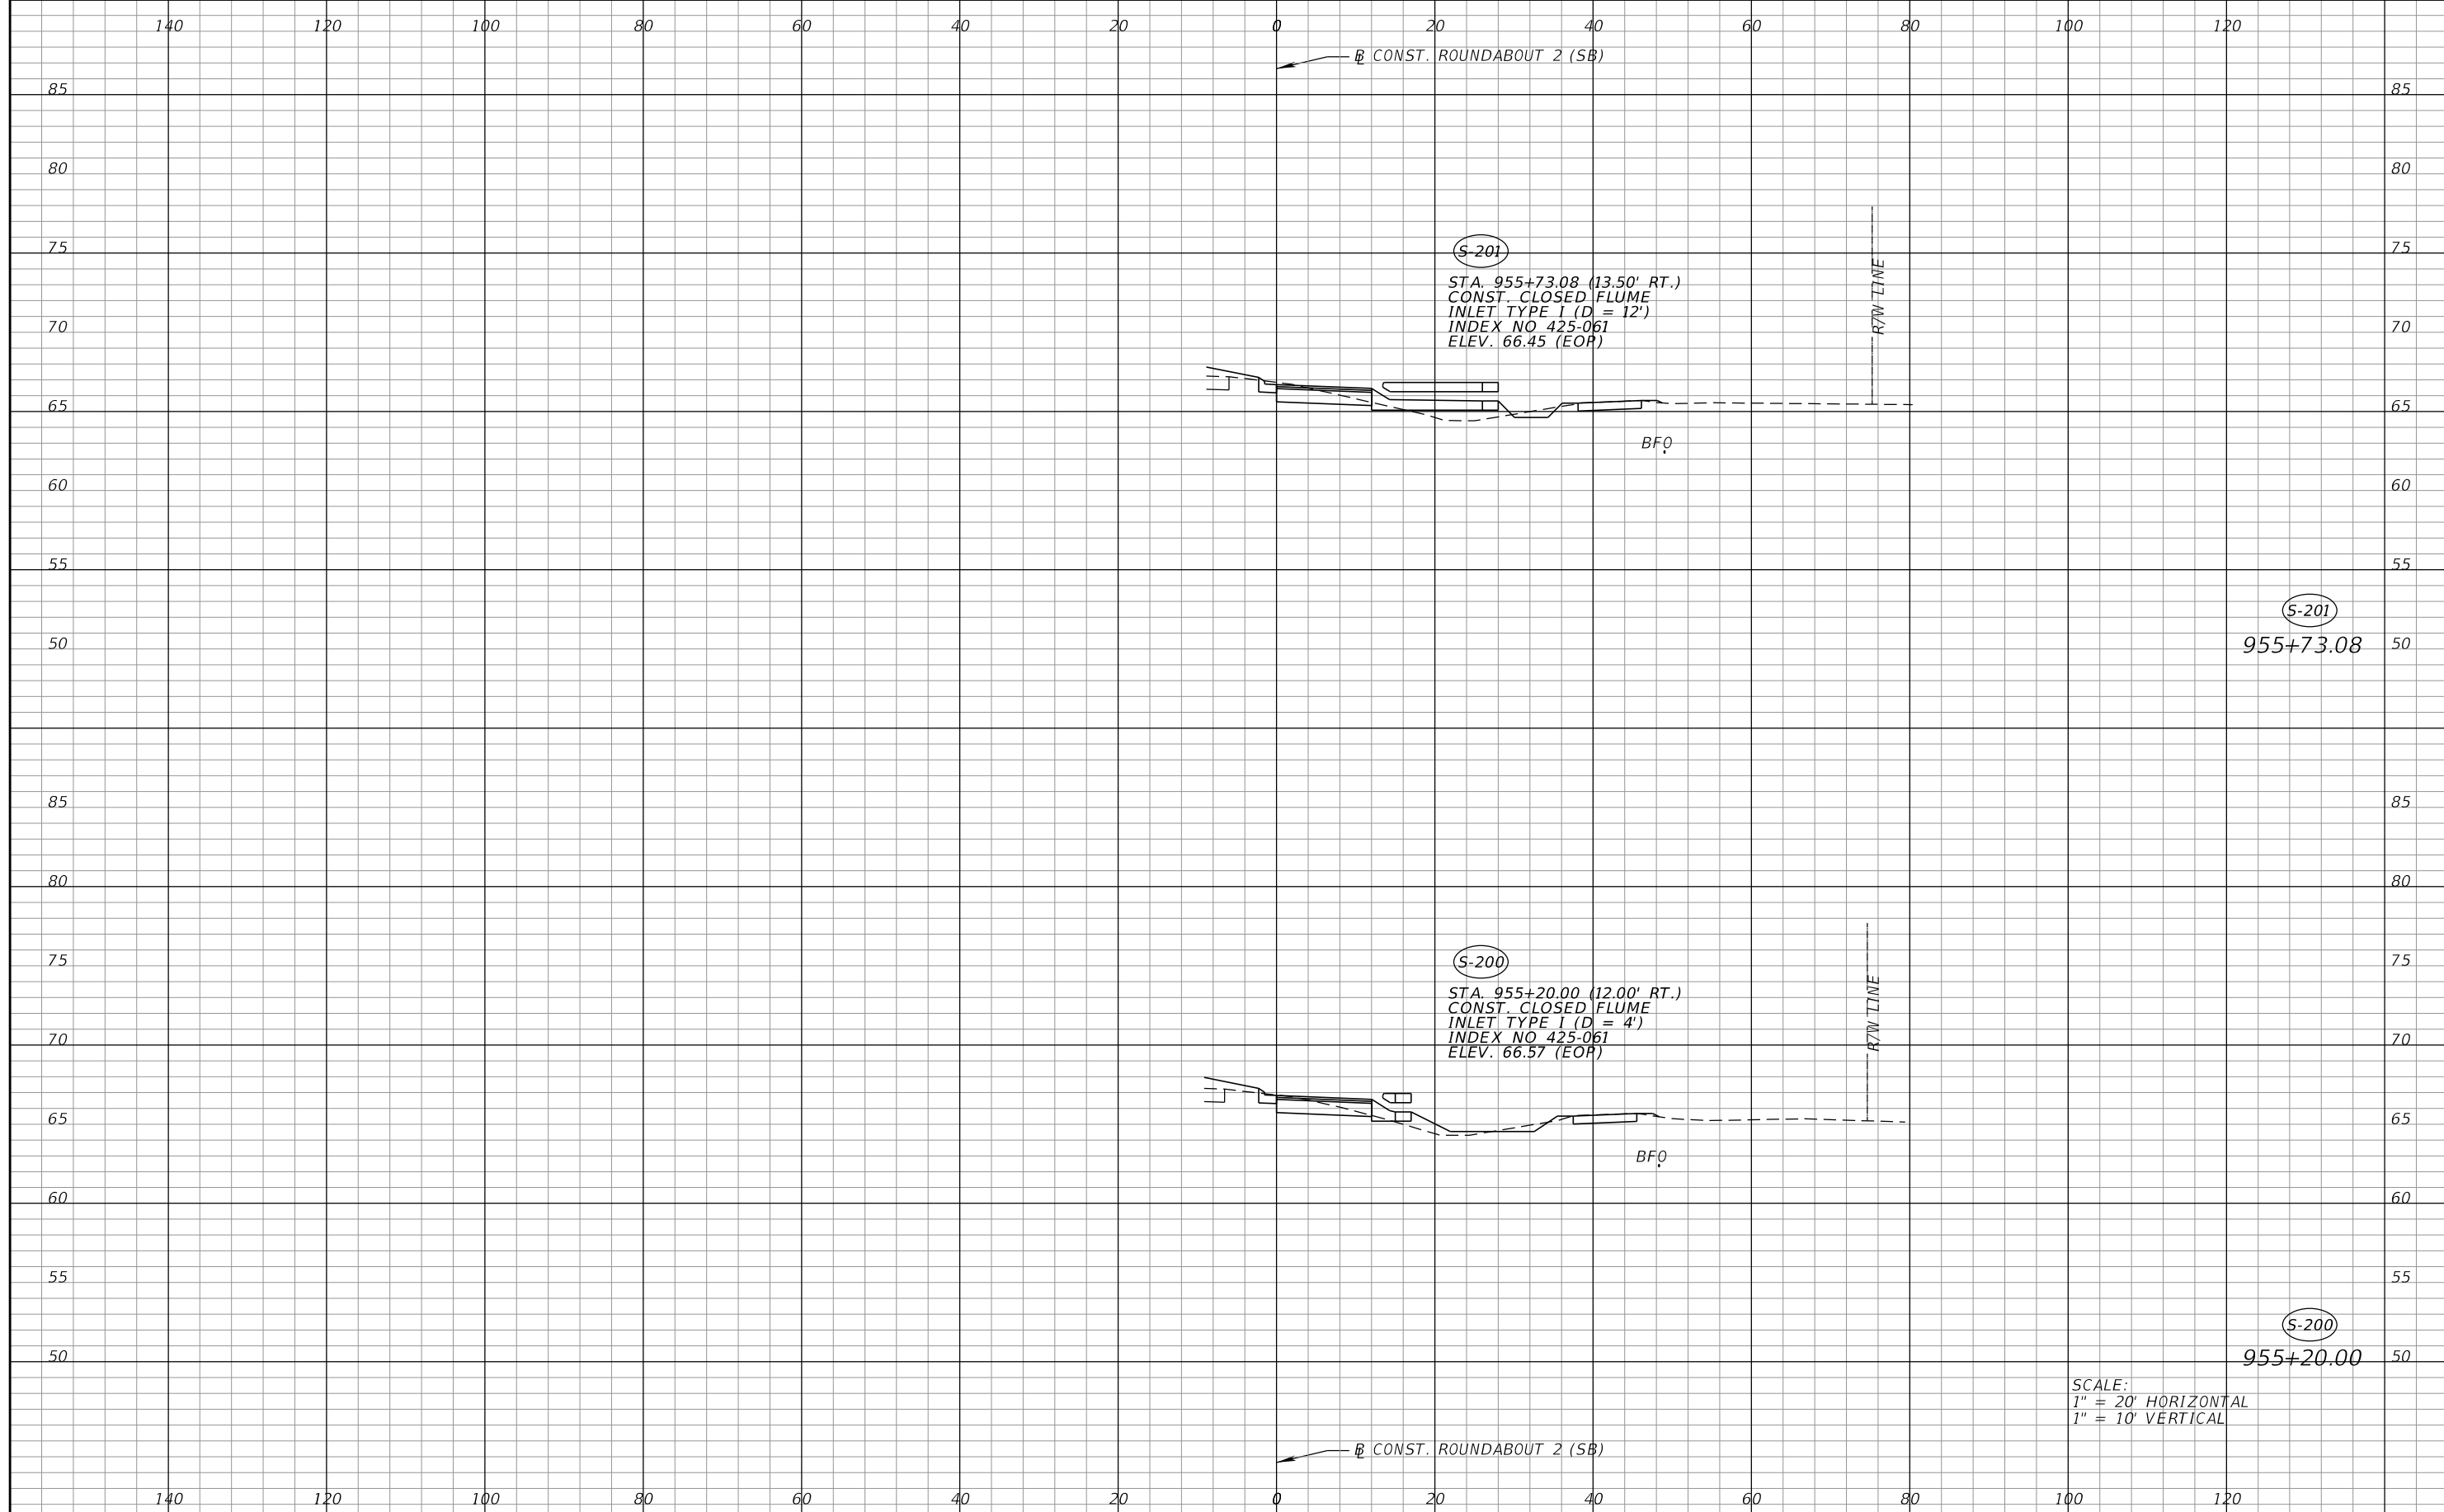 140 120 100 80 60 40 20 0 20 40 60 80 100 120
℄ CONST. ROUNDABOUT 2 (SB)
85 85
80 80
75 75
S-201
STA. 955+73.08 (13.50' RT.)
CONST. CLOSED FLUME
INLET TYPE I (D = 12')
INDEX NO 425-061
ELEV. 66.45 (EOP)
R/W LINE
70 70
65 65
BFO
60 60
55 55
S-201
955+73.08
50 50
85 85
80 80
75 75
S-200
STA. 955+20.00 (12.00' RT.)
CONST. CLOSED FLUME
INLET TYPE I (D = 4')
INDEX NO 425-061
ELEV. 66.57 (EOP)
R/W LINE
70 70
65 65
BFO
60 60
55 55
S-200
955+20.00
50 50
SCALE:
1" = 20' HORIZONTAL
1" = 10' VERTICAL
℄ CONST. ROUNDABOUT 2 (SB)
140 120 100 80 60 40 20 0 20 40 60 80 100 120